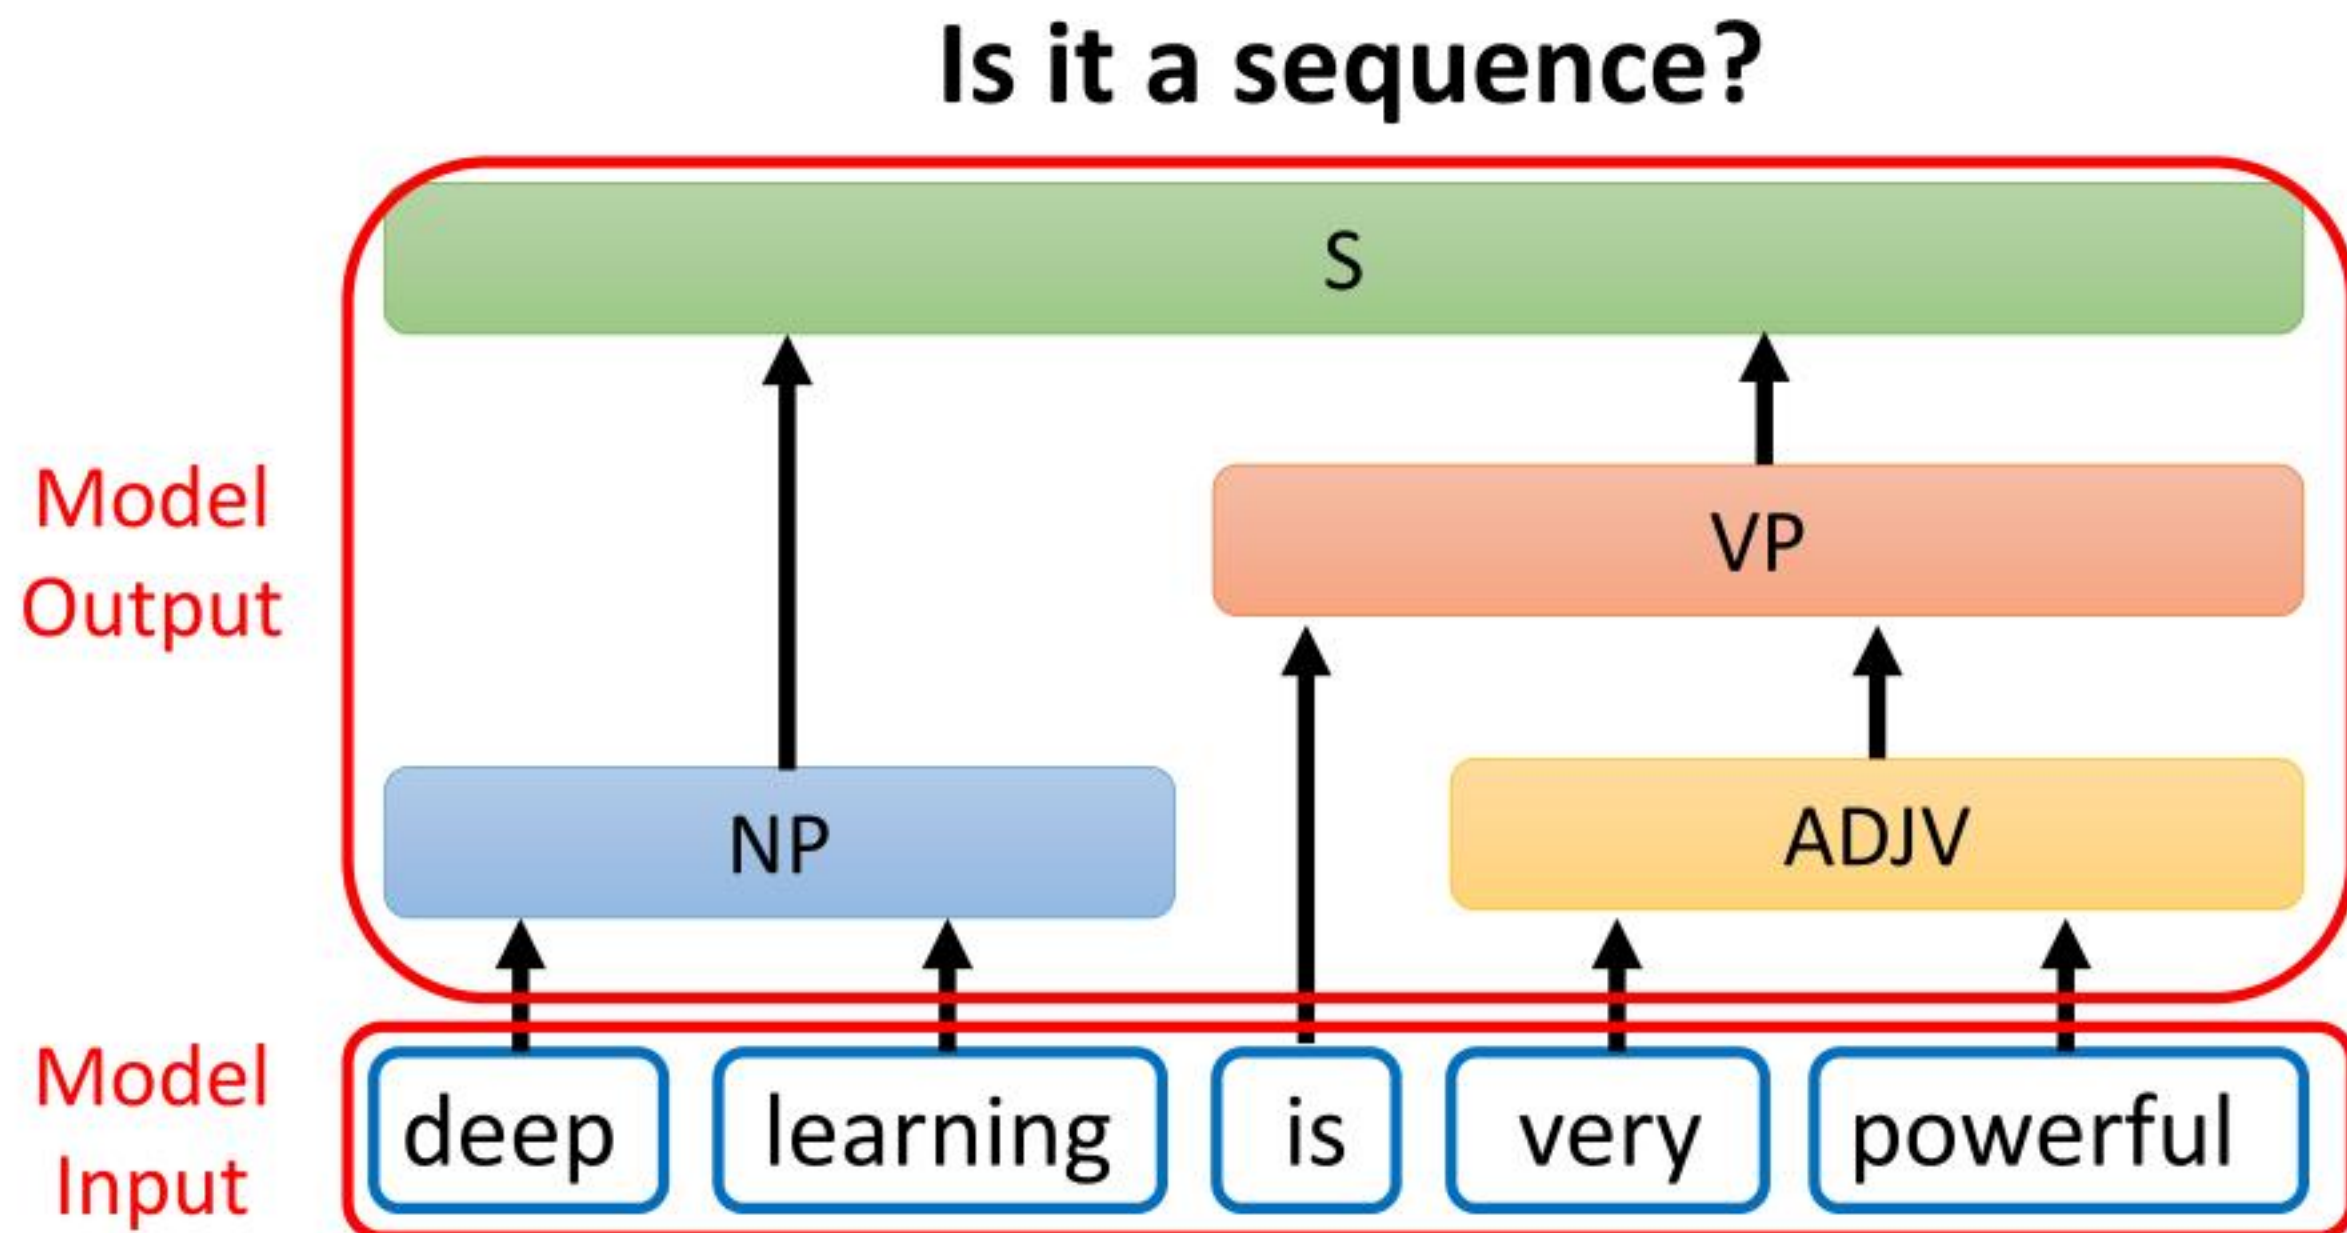 Is it a sequence?
S
Model
Output
VP
NP
ADJV
Model
Input
deep learning is very powerful